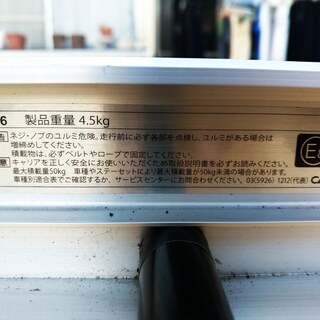 6 製品重量 4.5kg
告 ネジ・ノブのユルミ危険。走行前に必ず各部を点検し、ユルミがある場合は
増締めしてください。
積載物は、必ずベルトやロープで固定してください。
意 キャリアを正しく安全にお使いいただくため取扱説明書を必ずお読みください。
最大積載量50kg 車種やステーセットにより最大積載量が50kg未満の場合があります。
車種別適合表でご確認するか、サービスセンターにお問合わせください。03(5926)1212(代表) CA